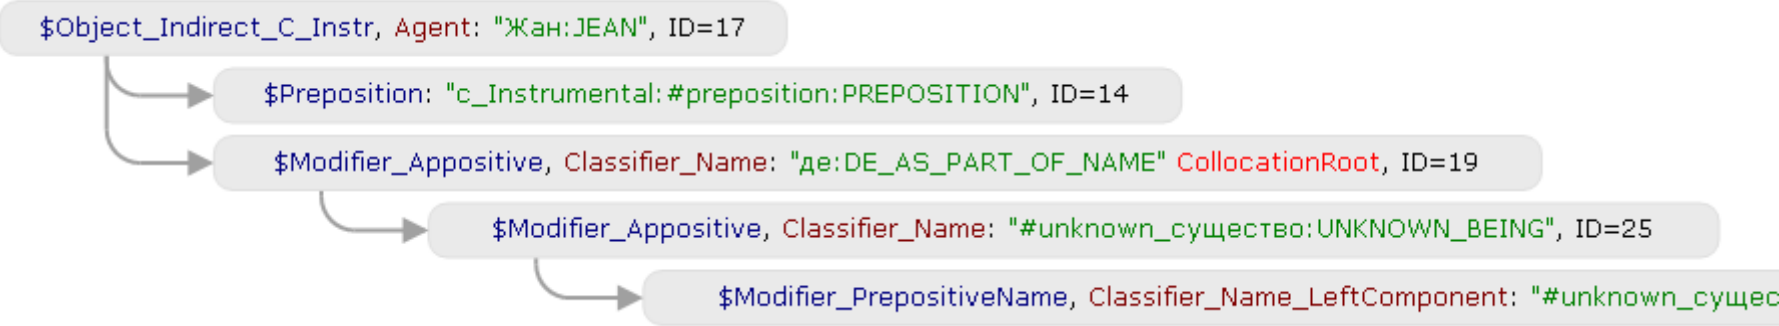 $Object_Indirect_C_Instr, Agent: "Жан:JEAN", ID=17
$Preposition: "с_Instrumental:#preposition:PREPOSITION", ID=14
$Modifier_Appositive, Classifier_Name: "де:DE_AS_PART_OF_NAME" CollocationRoot, ID=19
$Modifier_Appositive, Classifier_Name: "#unknown_существо:UNKNOWN_BEING", ID=25
$Modifier_PrepositiveName, Classifier_Name_LeftComponent: "#unknown_сущес